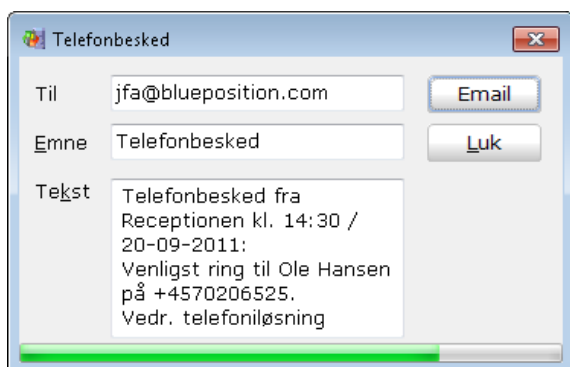 Telefonbesked
Til jfa@blueposition.com Email
Emne Telefonbesked Luk
Tekst
Telefonbesked fra
Receptionen kl. 14:30 /
20-09-2011:
Venligst ring til Ole Hansen
på +4570206525.
Vedr. telefoniløsning